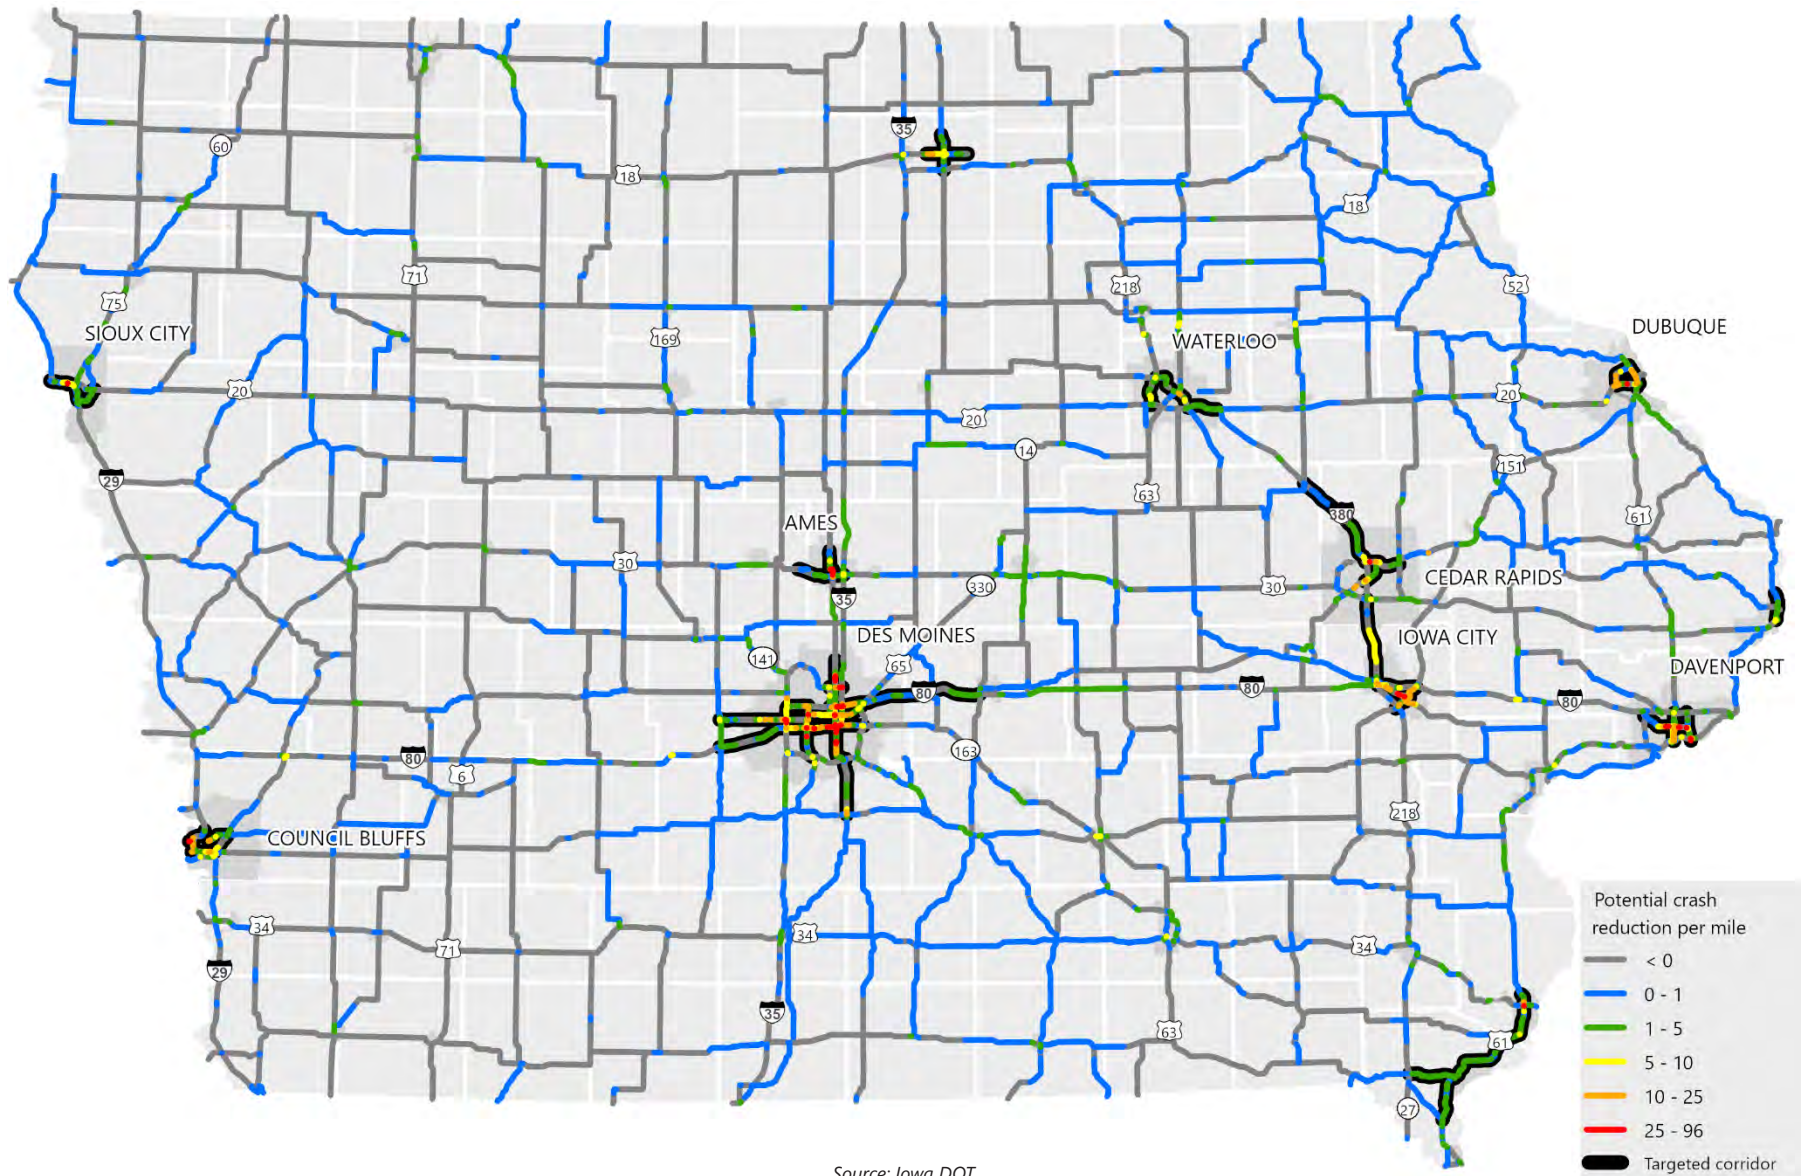 35
60
18
18
71
218
52
75
SIOUX CITY
169
WATERLOO
DUBUQUE
20
20
20
14
151
29
63
61
AMES
380
30
330
30
CEDAR RAPIDS
35
DES MOINES
IOWA CITY
141
65
DAVENPORT
80
80
80
163
80
6
218
COUNCIL BLUFFS
34
34
34
71
29
35
63
61
27
Potential crash
reduction per mile
< 0
0 - 1
1 - 5
5 - 10
10 - 25
25 - 96
Targeted corridor
Source: Iowa DOT